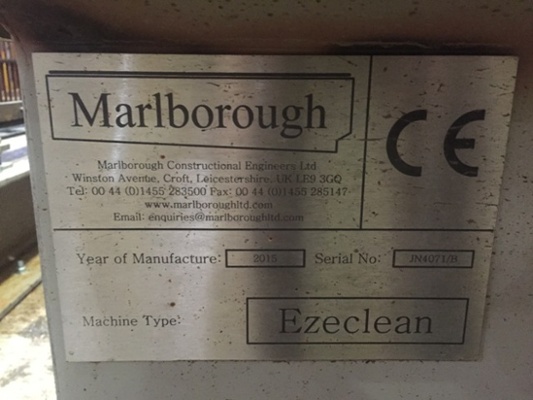 Marlborough
CE
Marlborough Constructional Engineers Ltd
Winston Avenue, Croft, Leicestershire, UK LE9 3GQ
Tel: 00 44 (0)1455 283500 Fax: 00 44 (0)1455 285147
www.marlboroughltd.com
Email: enquiries@marlboroughltd.com
Year of Manufacture: 2015 Serial No: JN4071/B
Machine Type: Ezeclean